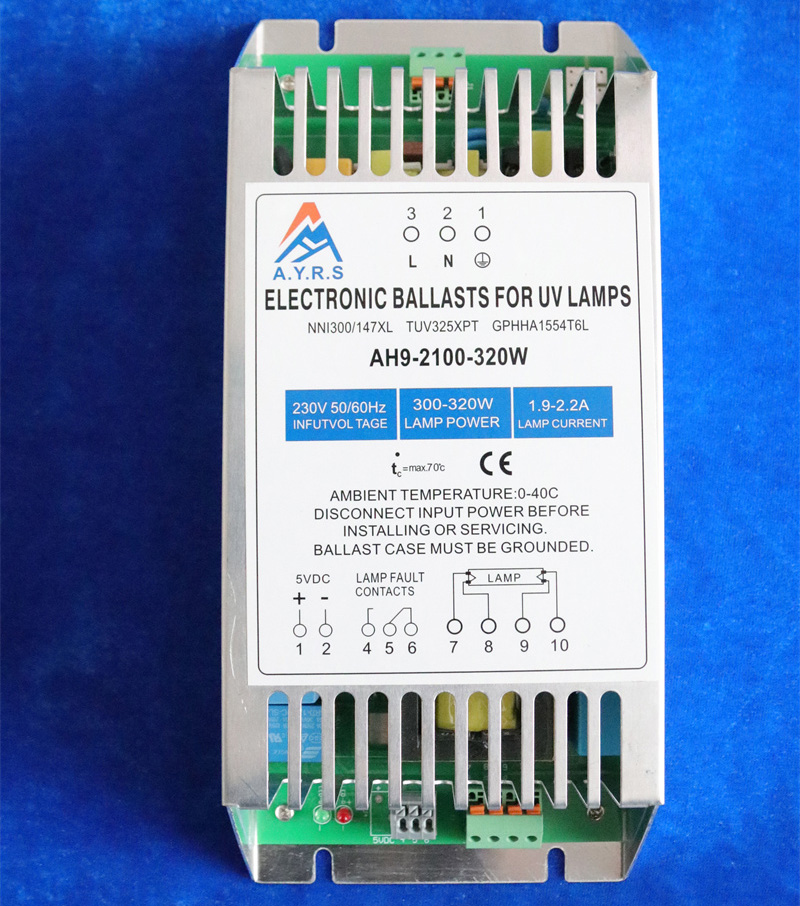 3 2 1
L N
A.Y.R.S
ELECTRONIC BALLASTS FOR UV LAMPS
NNI300/147XL TUV325XPT GPHHA1554T6L
AH9-2100-320W
230V 50/60Hz 300-320W 1.9-2.2A
INFUTVOL TAGE LAMP POWER LAMP CURRENT
tc=max.70°c CE
AMBIENT TEMPERATURE:0-40C
DISCONNECT INPUT POWER BEFORE
INSTALLING OR SERVICING.
BALLAST CASE MUST BE GROUNDED.
5VDC LAMP FAULT LAMP
+ - CONTACTS
1 2 4 5 6 7 8 9 10
5VDC 4 5 6